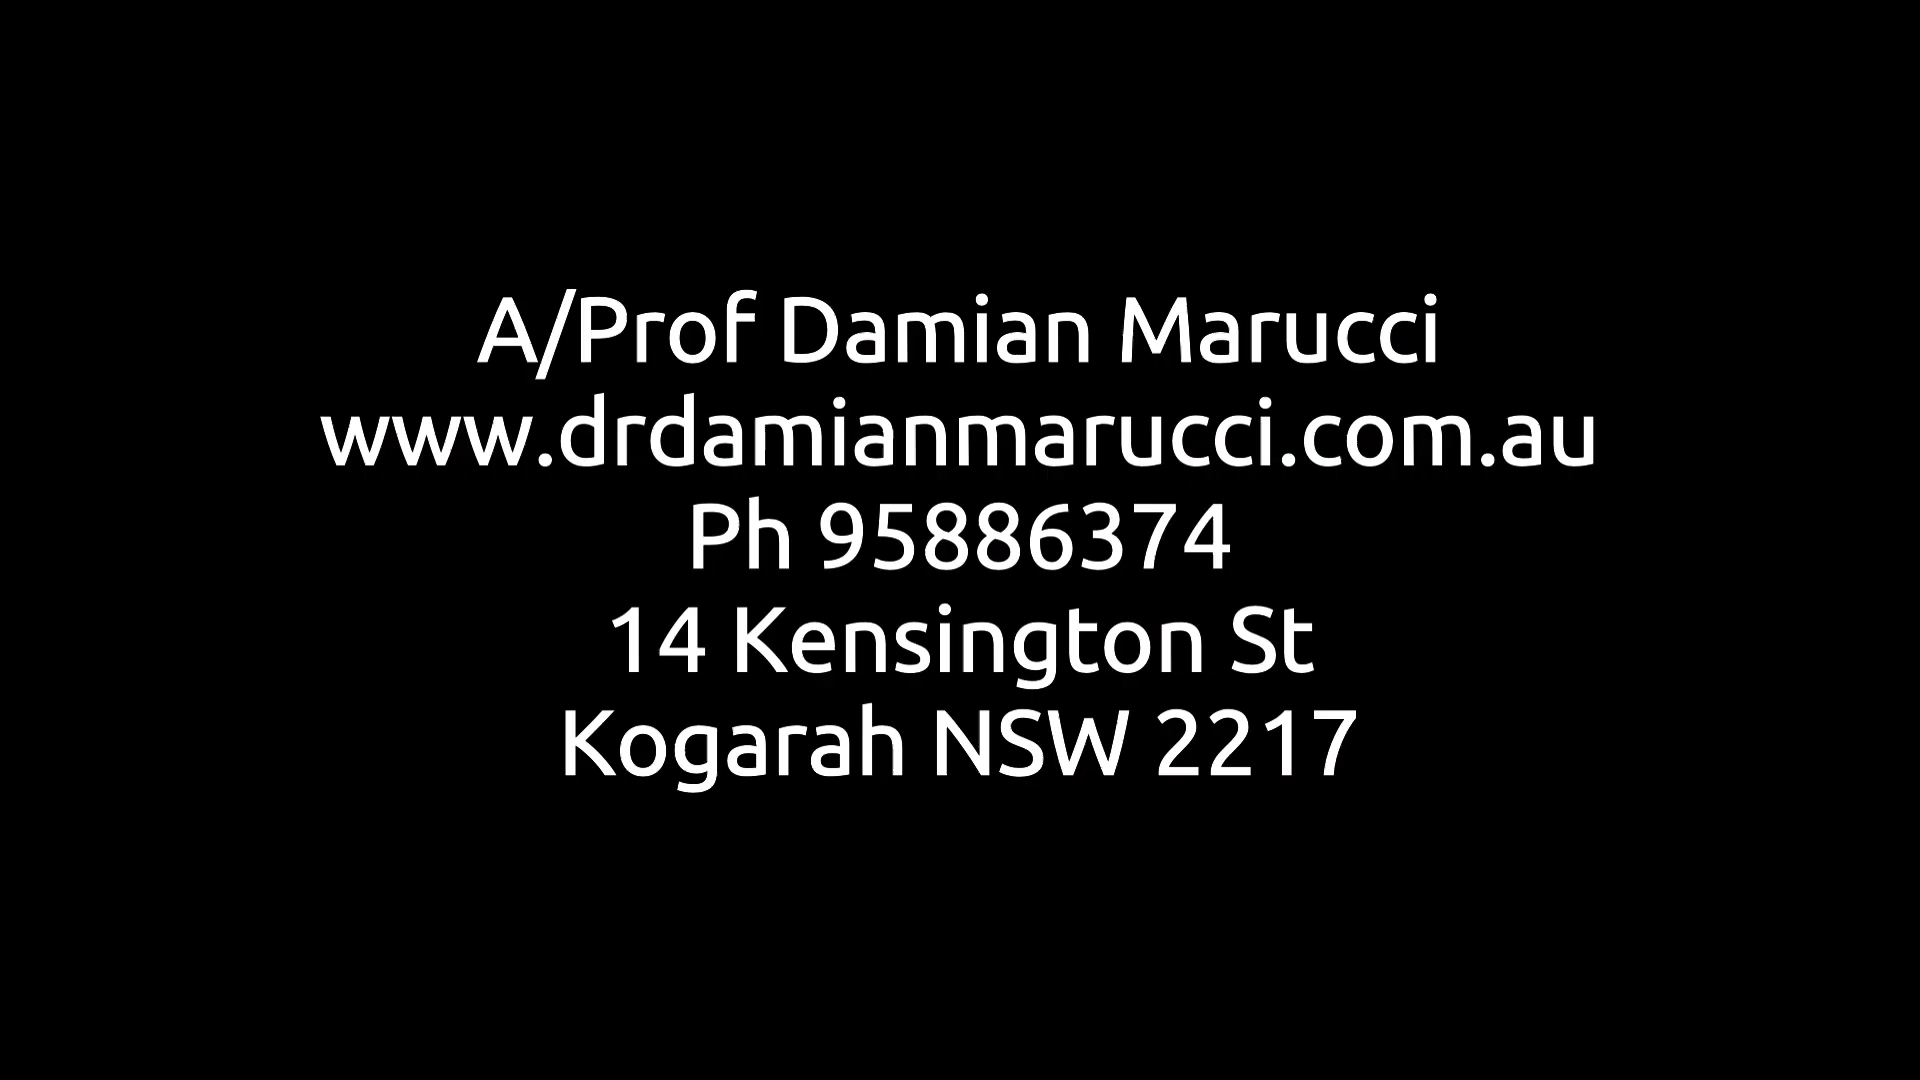 A/Prof Damian Marucci
www.drdamianmarucci.com.au
Ph 95886374
14 Kensington St
Kogarah NSW 2217